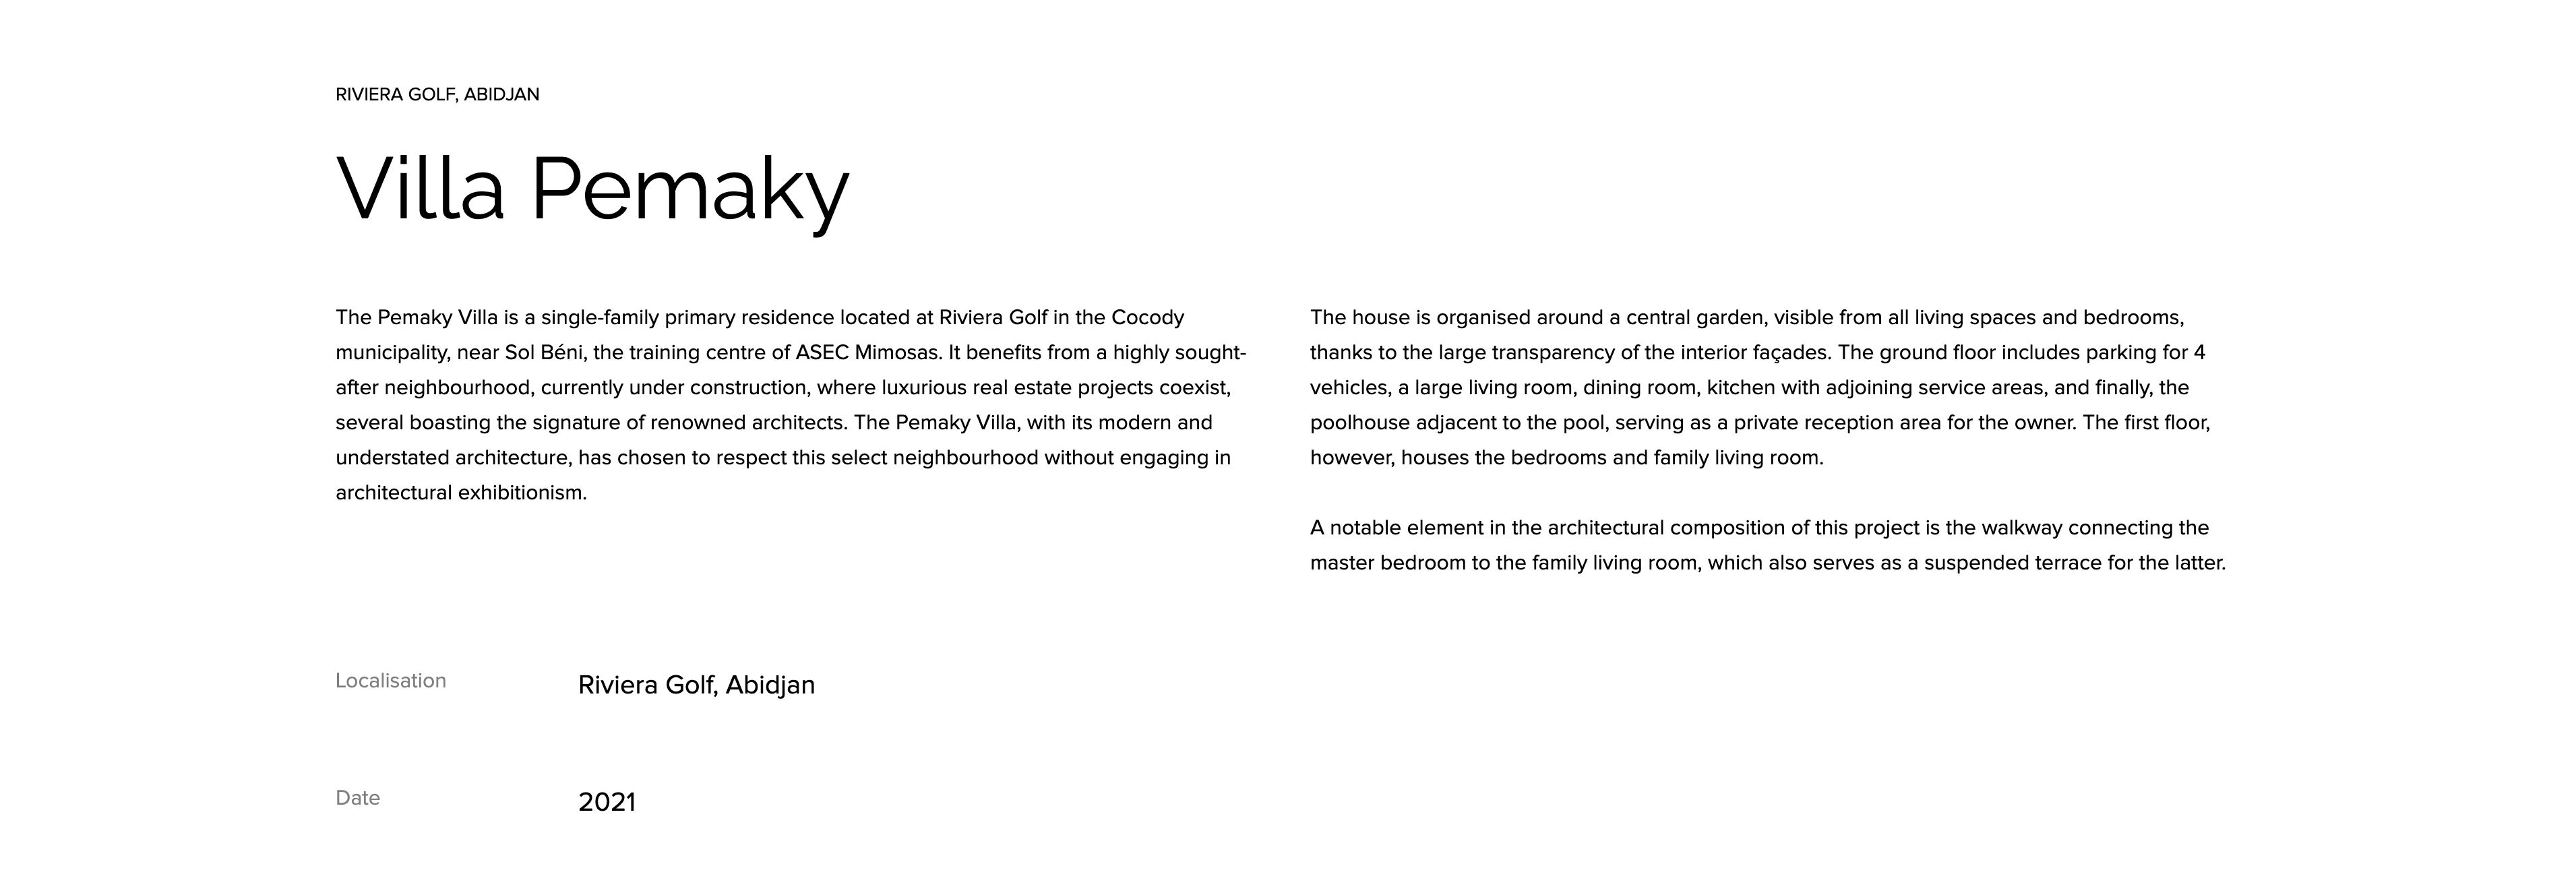 RIVIERA GOLF, ABIDJAN
Villa Pemaky
The Pemaky Villa is a single-family primary residence located at Riviera Golf in the Cocody
municipality, near Sol Béni, the training centre of ASEC Mimosas. It benefits from a highly sought-
after neighbourhood, currently under construction, where luxurious real estate projects coexist,
several boasting the signature of renowned architects. The Pemaky Villa, with its modern and
understated architecture, has chosen to respect this select neighbourhood without engaging in
architectural exhibitionism.
The house is organised around a central garden, visible from all living spaces and bedrooms,
thanks to the large transparency of the interior façades. The ground floor includes parking for 4
vehicles, a large living room, dining room, kitchen with adjoining service areas, and finally, the
poolhouse adjacent to the pool, serving as a private reception area for the owner. The first floor,
however, houses the bedrooms and family living room.
A notable element in the architectural composition of this project is the walkway connecting the
master bedroom to the family living room, which also serves as a suspended terrace for the latter.
Localisation
Riviera Golf, Abidjan
Date
2021